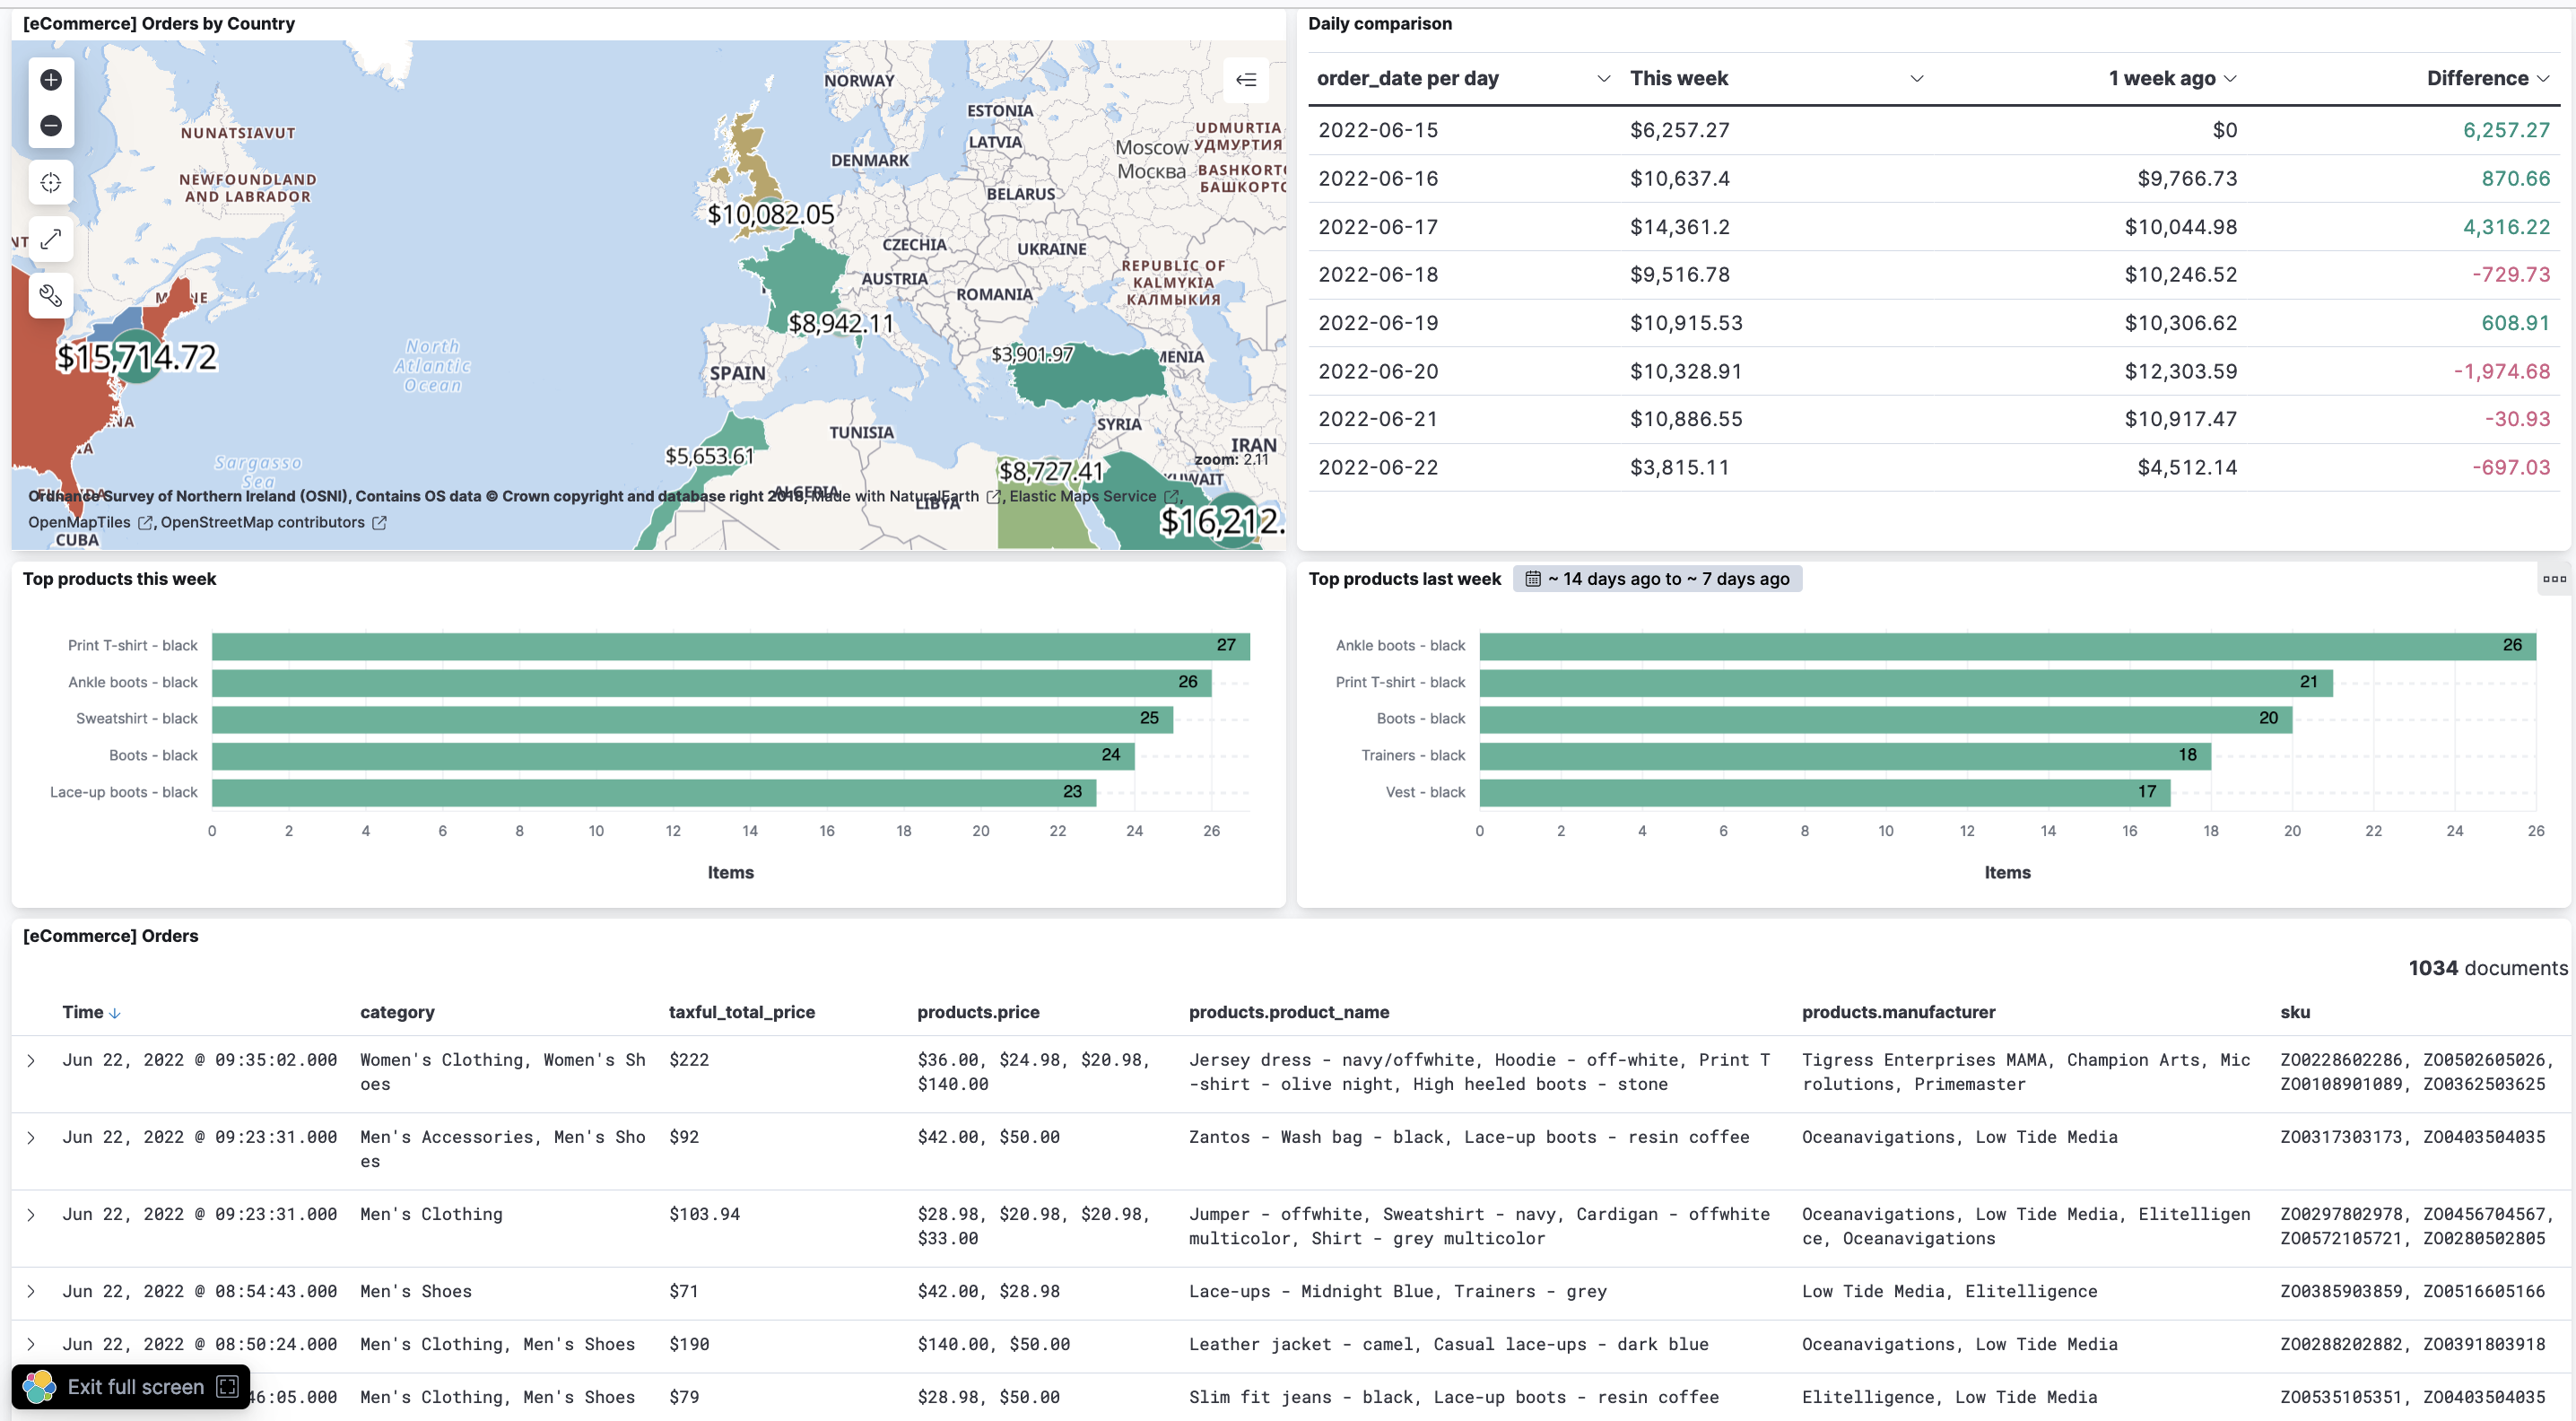 [eCommerce] Orders by Country
NORWAY
ESTONIA
NUNATSIAVUT
UDMURTIA
LATVIA
Moscow
УДМУРТИЯ
DENMARK
Москва
NEWFOUNDLAND
AND LABRADOR
BELARUS
$10,082.05
CZECHIA
UKRAINE
REPUBLIC OF
KALMYKIA
КАЛМЫКИЯ
AUSTRIA
ROMANIA
$8,942.11
$15,714.72
North
Atlantic
Ocean
$3,901.97
SPAIN
SYRIA
TUNISIA
IRAN
$5,653.61
zoom: 2.11
Sargasso
Sea
$8,727.41
Ordnance Survey of Northern Ireland (OSNI), Contains OS data © Crown copyright and database right 2018, Made with NaturalEarth, Elastic Maps Service,
ALGERIA
LIBYA
OpenMapTiles, OpenStreetMap contributors
$16,212.
CUBA
Daily comparison
order_date per day This week 1 week ago Difference
2022-06-15 $6,257.27 $0 6,257.27
2022-06-16 $10,637.4 $9,766.73 870.66
2022-06-17 $14,361.2 $10,044.98 4,316.22
2022-06-18 $9,516.78 $10,246.52 -729.73
2022-06-19 $10,915.53 $10,306.62 608.91
2022-06-20 $10,328.91 $12,303.59 -1,974.68
2022-06-21 $10,886.55 $10,917.47 -30.93
2022-06-22 $3,815.11 $4,512.14 -697.03
Top products this week
Print T-shirt - black 27
Ankle boots - black 26
Sweatshirt - black 25
Boots - black 24
Lace-up boots - black 23
0 2 4 6 8 10 12 14 16 18 20 22 24 26
Items
Top products last week ~ 14 days ago to ~ 7 days ago
Ankle boots - black 26
Print T-shirt - black 21
Boots - black 20
Trainers - black 18
Vest - black 17
0 2 4 6 8 10 12 14 16 18 20 22 24 26
Items
[eCommerce] Orders
1034 documents
Time category taxful_total_price products.price products.product_name products.manufacturer sku
Jun 22, 2022 @ 09:35:02.000 Women's Clothing, Women's Sh $222 $36.00, $24.98, $20.98, Jersey dress - navy/offwhite, Hoodie - off-white, Print T Tigress Enterprises MAMA, Champion Arts, Mic ZO0228602286, ZO0502605026,
oes $140.00 -shirt - olive night, High heeled boots - stone rolutions, Primemaster ZO0108901089, ZO0362503625
Jun 22, 2022 @ 09:23:31.000 Men's Accessories, Men's Sho $92 $42.00, $50.00 Zantos - Wash bag - black, Lace-up boots - resin coffee Oceanavigations, Low Tide Media ZO0317303173, ZO0403504035
es
Jun 22, 2022 @ 09:23:31.000 Men's Clothing $103.94 $28.98, $20.98, $20.98, Jumper - offwhite, Sweatshirt - navy, Cardigan - offwhite Oceanavigations, Low Tide Media, Elitelligen ZO0297802978, ZO0456704567,
$33.00 multicolor, Shirt - grey multicolor ce, Oceanavigations ZO0572105721, ZO0280502805
Jun 22, 2022 @ 08:54:43.000 Men's Shoes $71 $42.00, $28.98 Lace-ups - Midnight Blue, Trainers - grey Low Tide Media, Elitelligence ZO0385903859, ZO0516605166
Jun 22, 2022 @ 08:50:24.000 Men's Clothing, Men's Shoes $190 $140.00, $50.00 Leather jacket - camel, Casual lace-ups - dark blue Oceanavigations, Low Tide Media ZO0288202882, ZO0391803918
46:05.000 Men's Clothing, Men's Shoes $79 $28.98, $50.00 Slim fit jeans - black, Lace-up boots - resin coffee Elitelligence, Low Tide Media ZO0535105351, ZO0403504035
Exit full screen